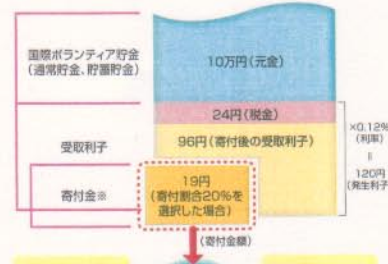 国際ボランティア貯金
(通常貯金、貯蓄貯金)
10万円(元金)
24円(税金)
受取利子
96円(寄付後の受取利子)
×0.12%
(利率)
=
120円
(発生利子)
寄付金※
19円
(寄付割合20%を
選択した場合)
(寄付金額)